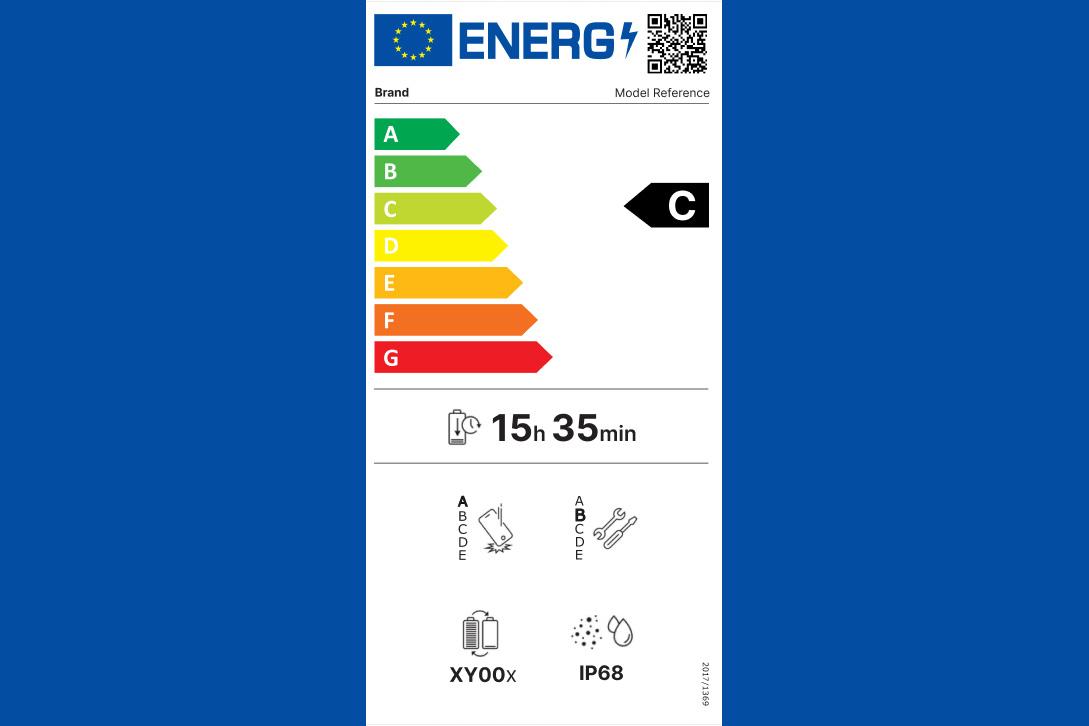 ENERG
Brand
Model Reference
A
B
C
C
D
E
F
G
15h 35min
A
B
C
D
E
A
B
C
D
E
XY00x
IP68
2017/1369